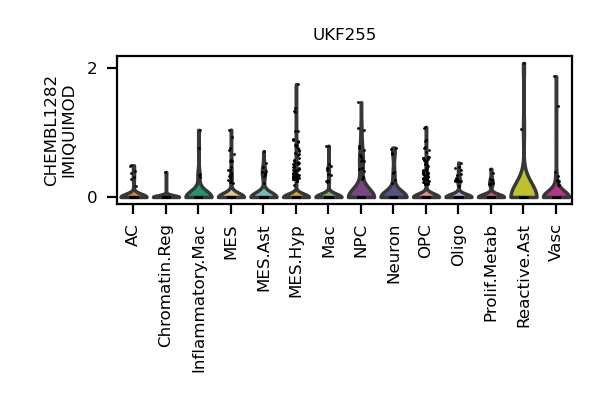 UKF255
CHEMBL1282
IMIQUIMOD
2
0
AC
Chromatin.Reg
Inflammatory.Mac
MES
MES.Ast
MES.Hyp
Mac
NPC
Neuron
OPC
Oligo
Prolif.Metab
Reactive.Ast
Vasc